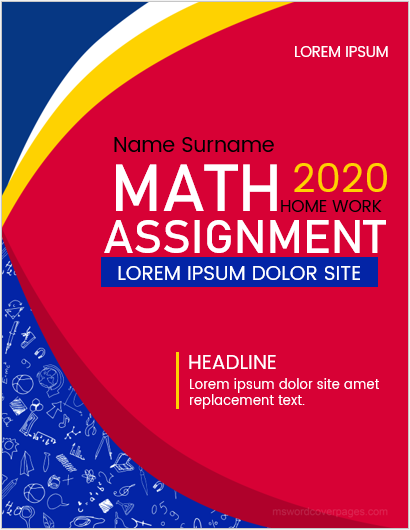 LOREM IPSUM
Name Surname
MATH 2020
HOME WORK
ASSIGNMENT
LOREM IPSUM DOLOR SITE
HEADLINE
Lorem ipsum dolor site amet
replacement text.
mswordcoverpages.com